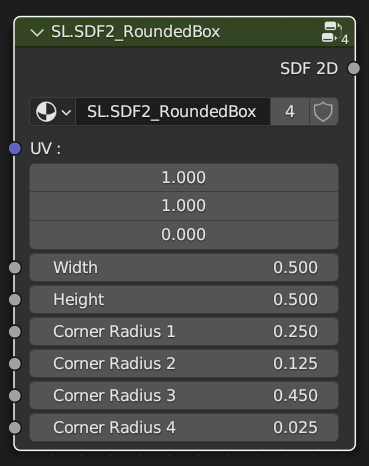 SL.SDF2_RoundedBox
4
SDF 2D
SL.SDF2_RoundedBox 4
UV :
1.000
1.000
0.000
Width 0.500
Height 0.500
Corner Radius 1 0.250
Corner Radius 2 0.125
Corner Radius 3 0.450
Corner Radius 4 0.025